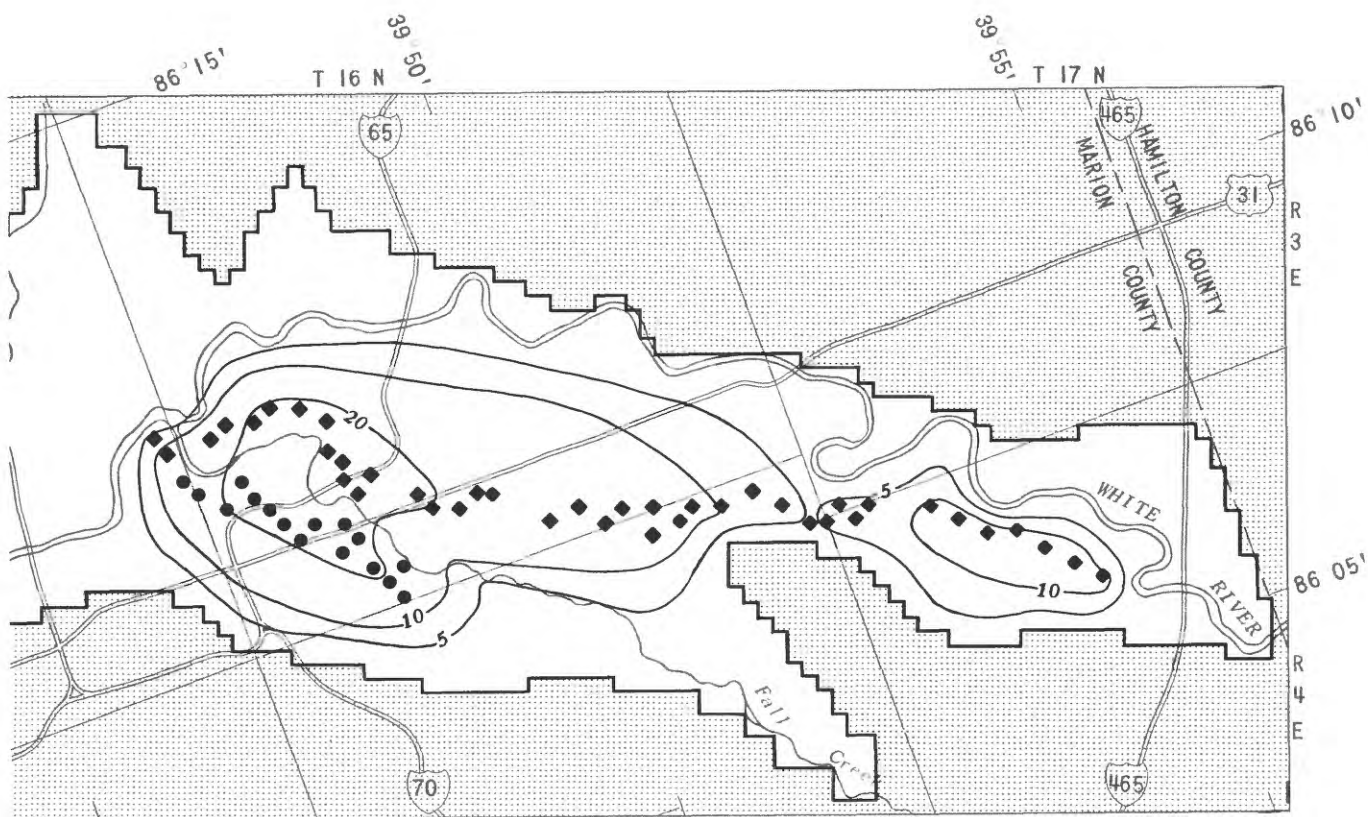 86°15'
T 16 N
39°50'
39°55'
T 17 N
86°10'
65
465
MARION
COUNTY
HAMILTON
COUNTY
31
R
3
E
20
5
WHITE
RIVER
10
10
5
86 05'
R
4
E
Fall
Creek
70
465